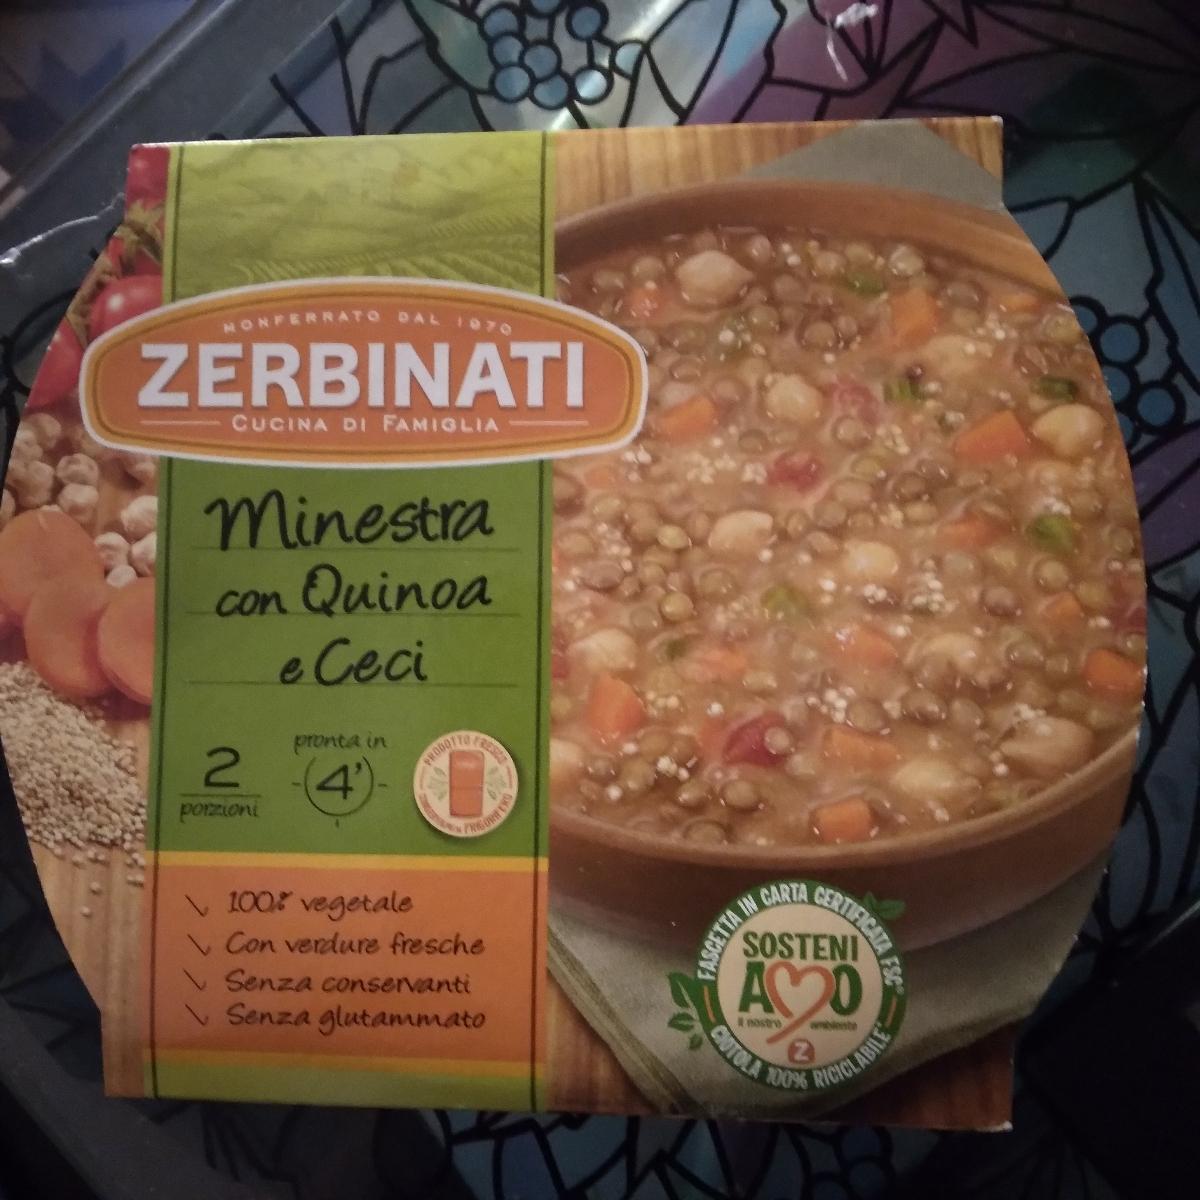 MONFERRATO DAL 1970
ZERBINATI
CUCINA DI FAMIGLIA
Minestra
con Quinoa
e Ceci
2
porzioni
pronta in
4'
PRODOTTO FRESCO
FRIGORIFERO
100% vegetale
Con verdure fresche
Senza conservanti
Senza glutammato
FASCETTA IN CARTA CERTIFICATA FSC®
SOSTENI
AMO
il nostro ambiente
Z
CIOTOLA 100% RICICLABILE*